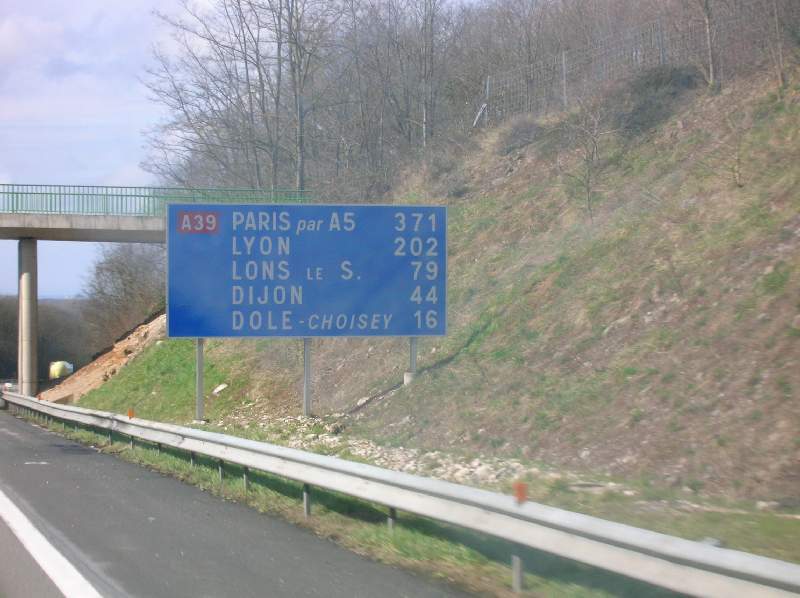 A39 PARIS par A5 371
LYON 202
LONS LE S. 79
DIJON 44
DOLE-CHOISEY 16